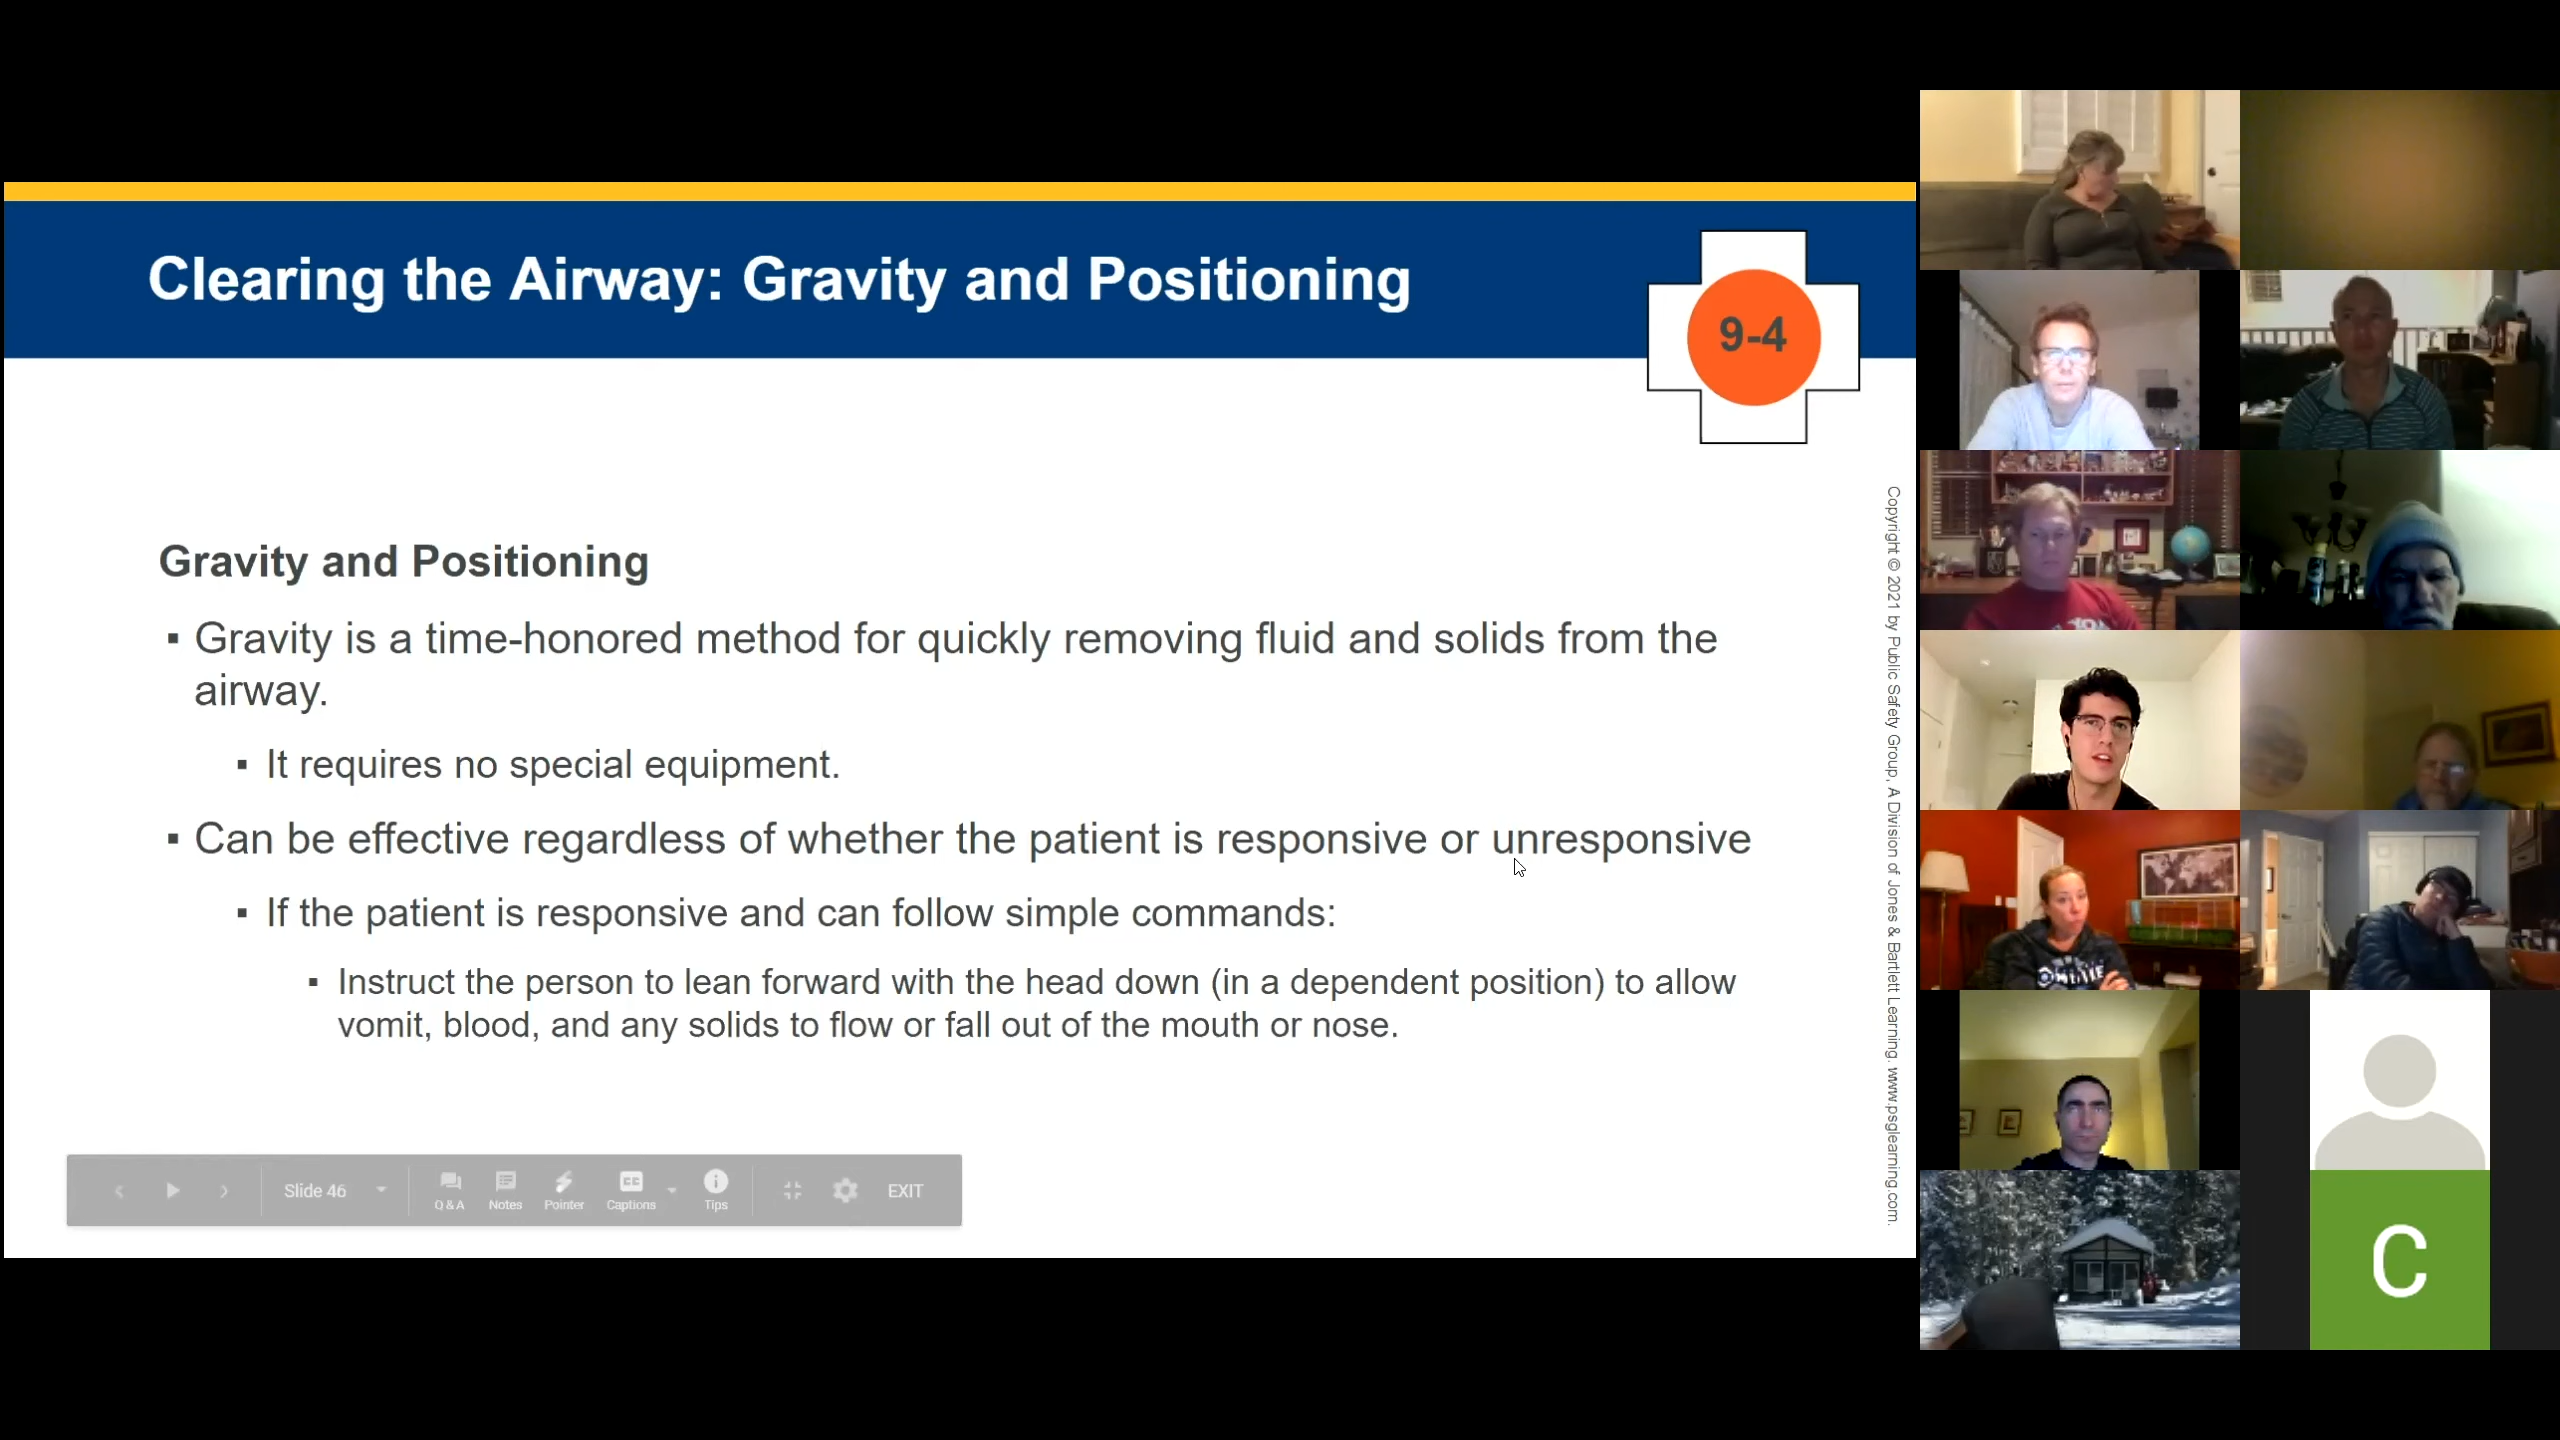 Clearing the Airway: Gravity and Positioning
9-4
Gravity and Positioning
▪ Gravity is a time-honored method for quickly removing fluid and solids from the
airway.
▪ It requires no special equipment.
▪ Can be effective regardless of whether the patient is responsive or unresponsive
▪ If the patient is responsive and can follow simple commands:
▪ Instruct the person to lean forward with the head down (in a dependent position) to allow
vomit, blood, and any solids to flow or fall out of the mouth or nose.
Copyright © 2021 by Public Safety Group, A Division of Jones & Bartlett Learning. www.psglearning.com.
Slide 46
Q & A
Notes
Pointer
CC
Captions
Tips
EXIT
C